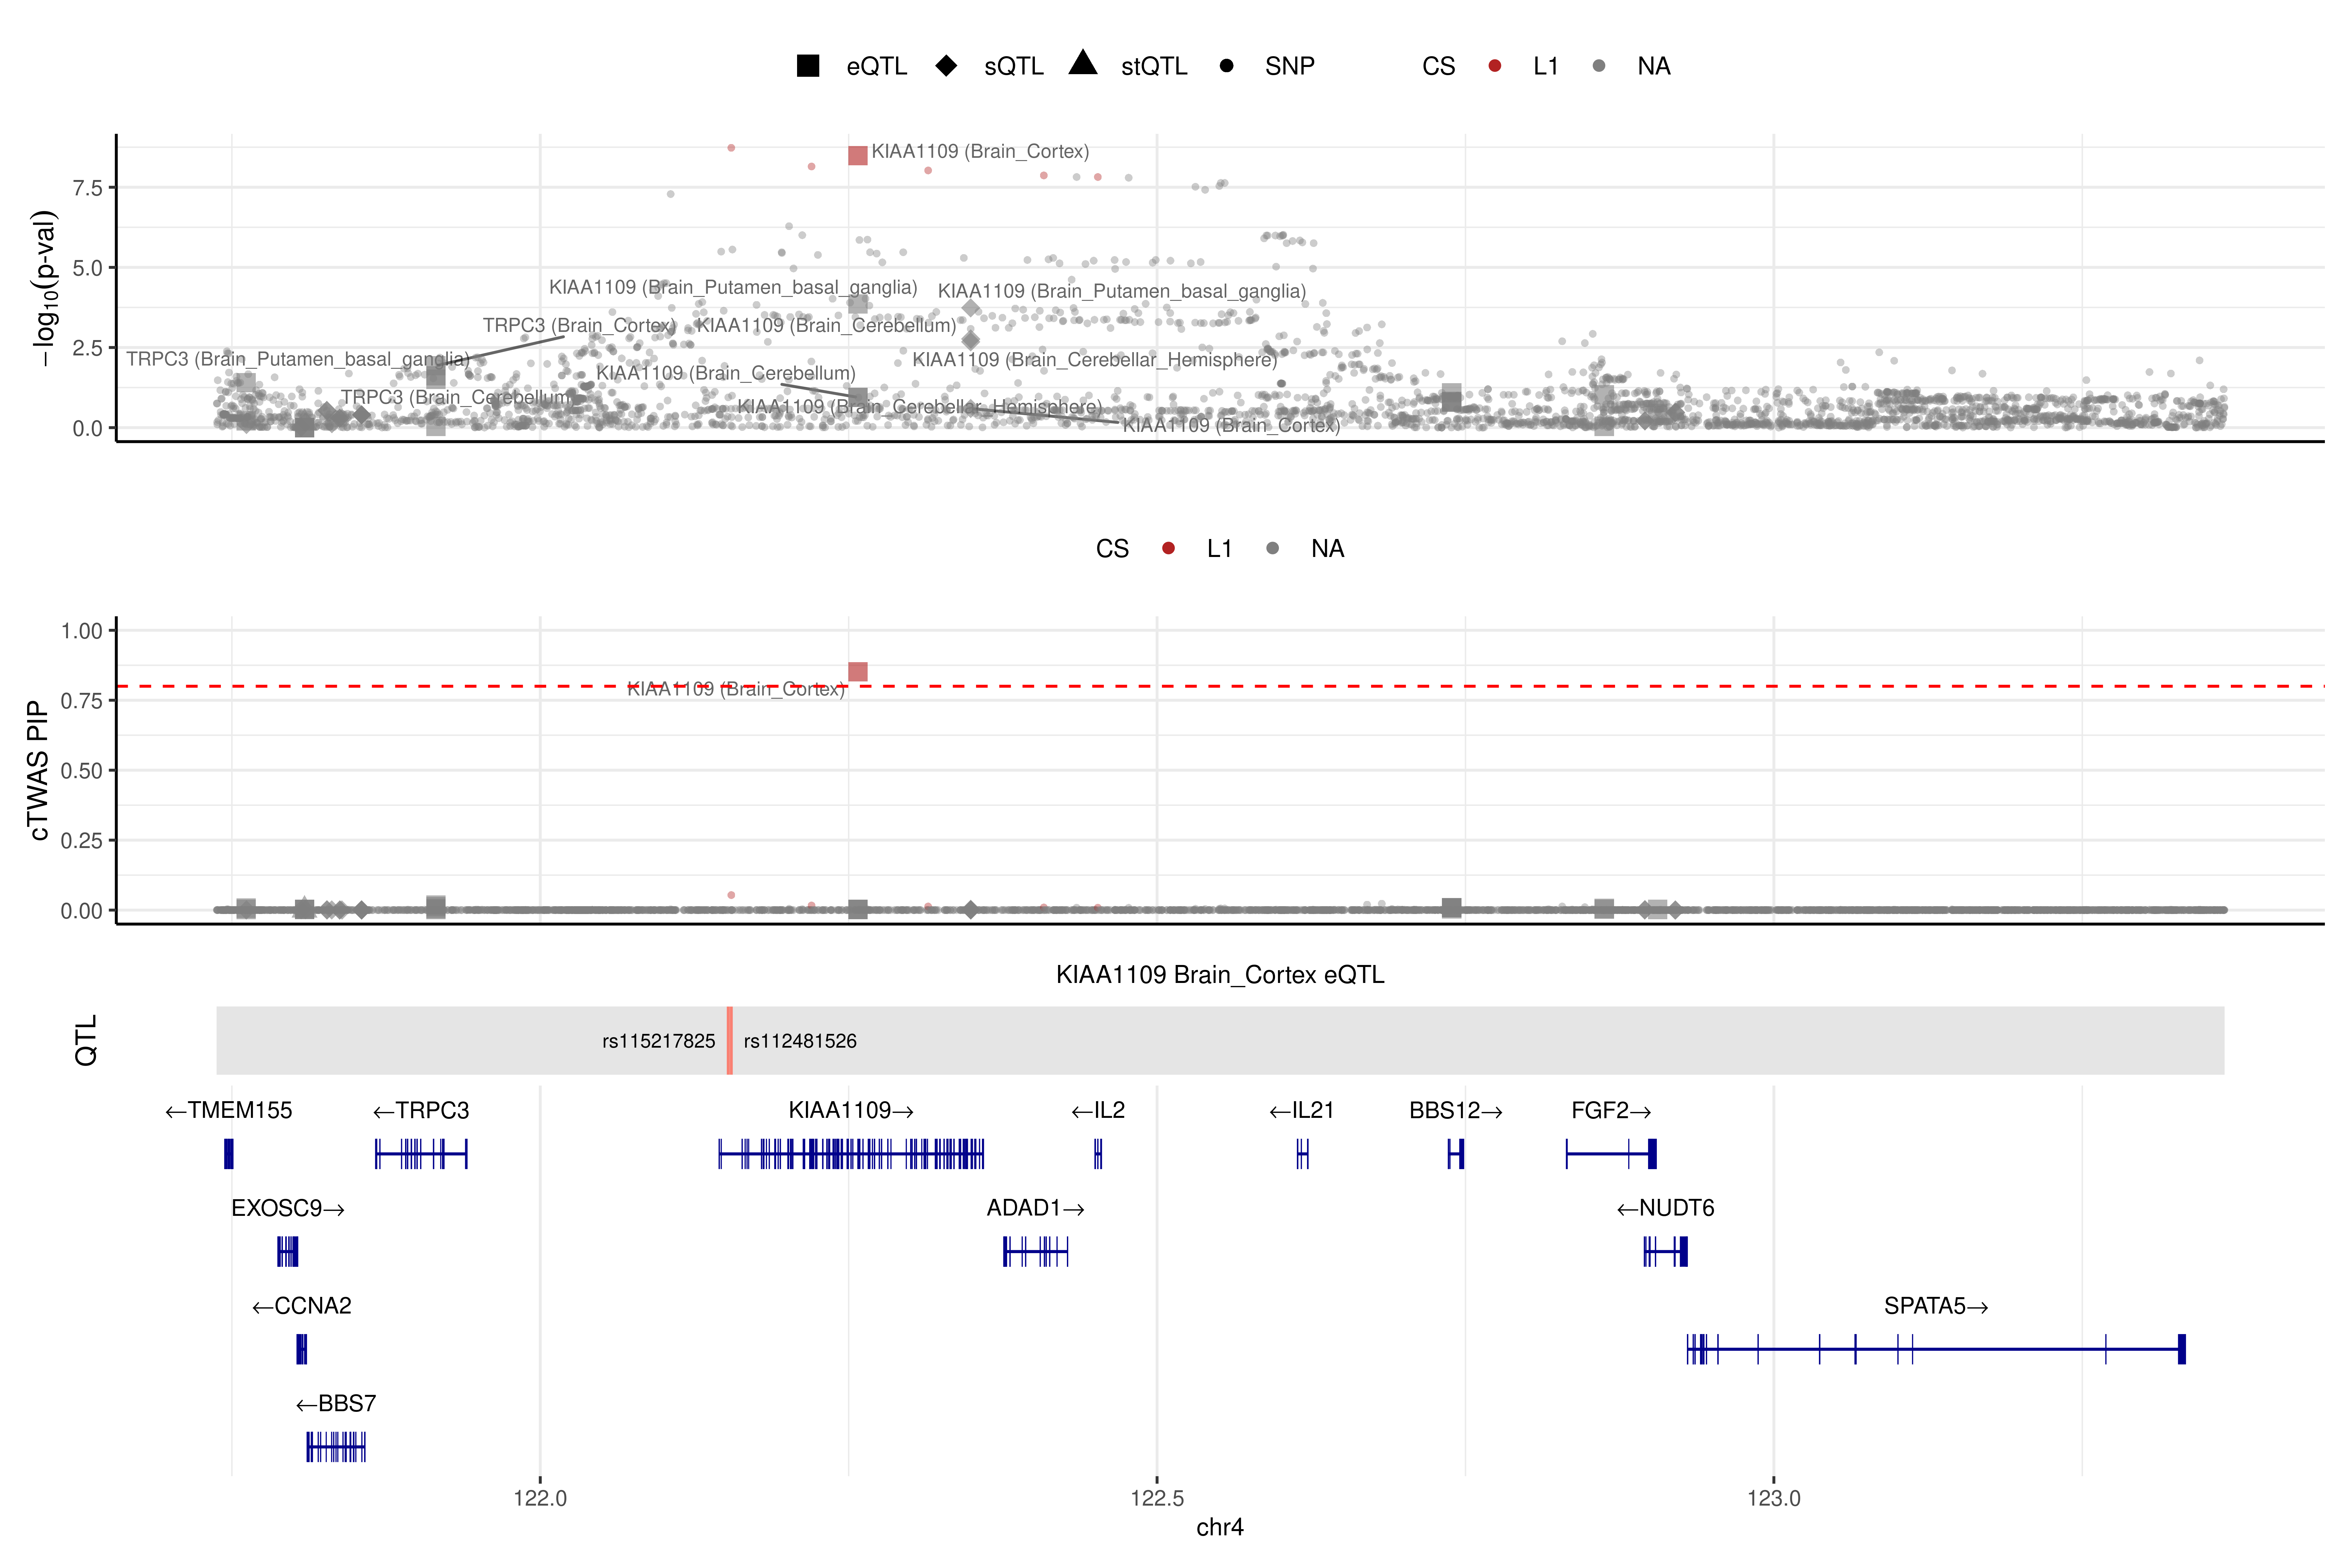 eQTL sQTL stQTL SNP CS L1 NA
KIAA1109 (Brain_Cortex)
7.5
5.0
KIAA1109 (Brain_Putamen_basal_ganglia)
KIAA1109 (Brain_Putamen_basal_ganglia)
TRPC3 (Brain_Cortex)
KIAA1109 (Brain_Cerebellum)
2.5
TRPC3 (Brain_Putamen_basal_ganglia)
KIAA1109 (Brain_Cerebellar_Hemisphere)
KIAA1109 (Brain_Cerebellum)
TRPC3 (Brain_Cerebellum)
KIAA1109 (Brain_Cerebellar_Hemisphere)
KIAA1109 (Brain_Cortex)
0.0
−log10(p-val)
CS L1 NA
1.00
KIAA1109 (Brain_Cortex)
0.75
0.50
0.25
0.00
cTWAS PIP
KIAA1109 Brain_Cortex eQTL
QTL
rs115217825 rs112481526
←TMEM155 ←TRPC3 KIAA1109→ ←IL2 ←IL21 BBS12→ FGF2→
EXOSC9→ ADAD1→ ←NUDT6
←CCNA2 SPATA5→
←BBS7
122.0 122.5 123.0
chr4